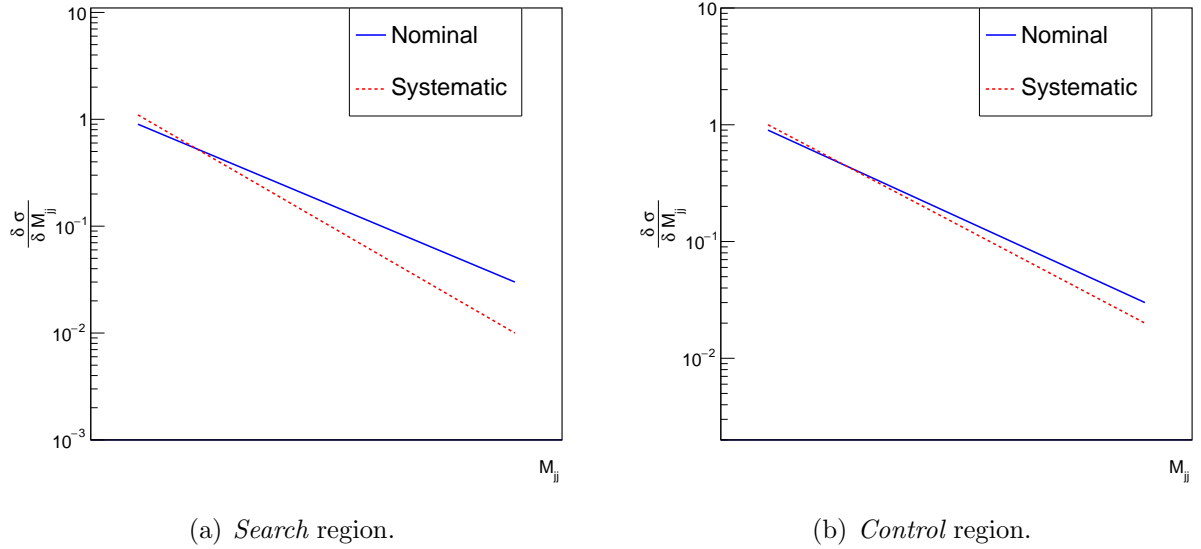 10
1
10⁻¹
10⁻²
10⁻³
δ σ
δ M_jj
Nominal
Systematic
M_jj
(a) Search region.
10
1
10⁻¹
10⁻²
δ σ
δ M_jj
Nominal
Systematic
M_jj
(b) Control region.